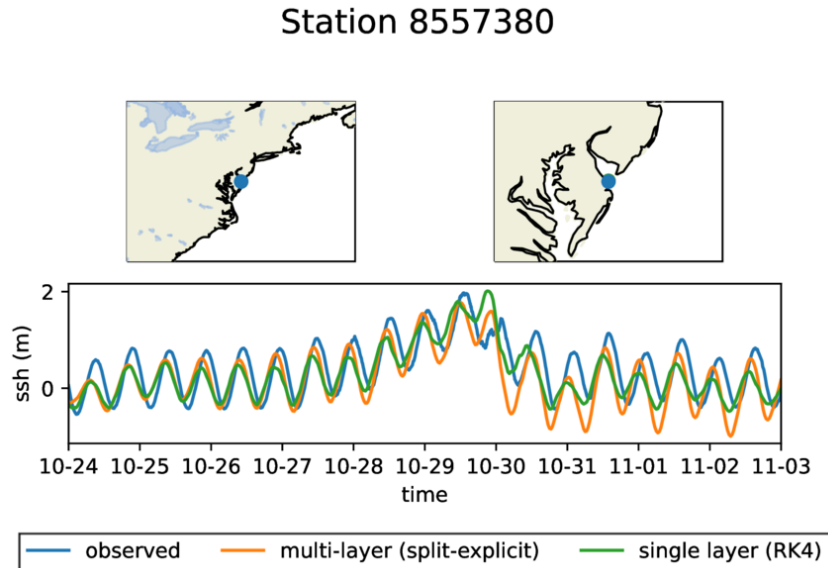 Station 8557380
2
0
ssh (m)
10-24 10-25 10-26 10-27 10-28 10-29 10-30 10-31 11-01 11-02 11-03
time
observed multi-layer (split-explicit) single layer (RK4)